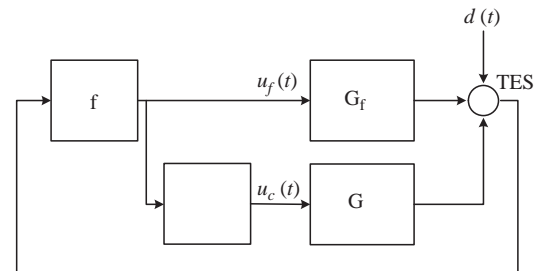 d (t)
TES
u_f (t)
f
G_f
u_c (t)
G